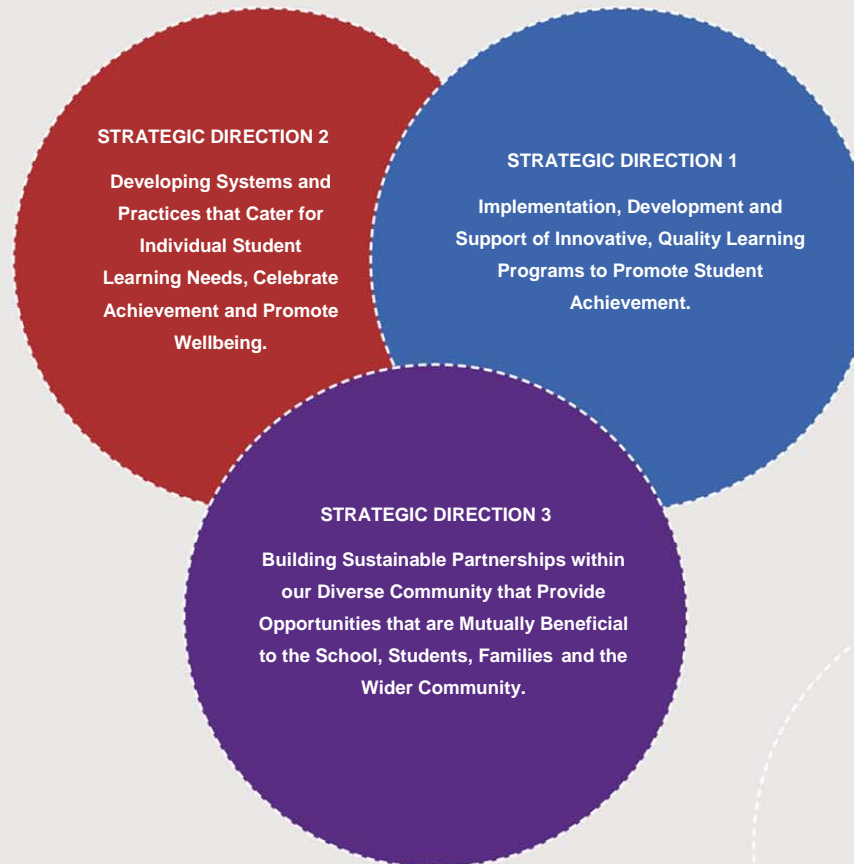 STRATEGIC DIRECTION 2
Developing Systems and
Practices that Cater for
Individual Student
Learning Needs, Celebrate
Achievement and Promote
Wellbeing.
STRATEGIC DIRECTION 1
Implementation, Development and
Support of Innovative, Quality Learning
Programs to Promote Student
Achievement.
STRATEGIC DIRECTION 3
Building Sustainable Partnerships within
our Diverse Community that Provide
Opportunities that are Mutually Beneficial
to the School, Students, Families and the
Wider Community.